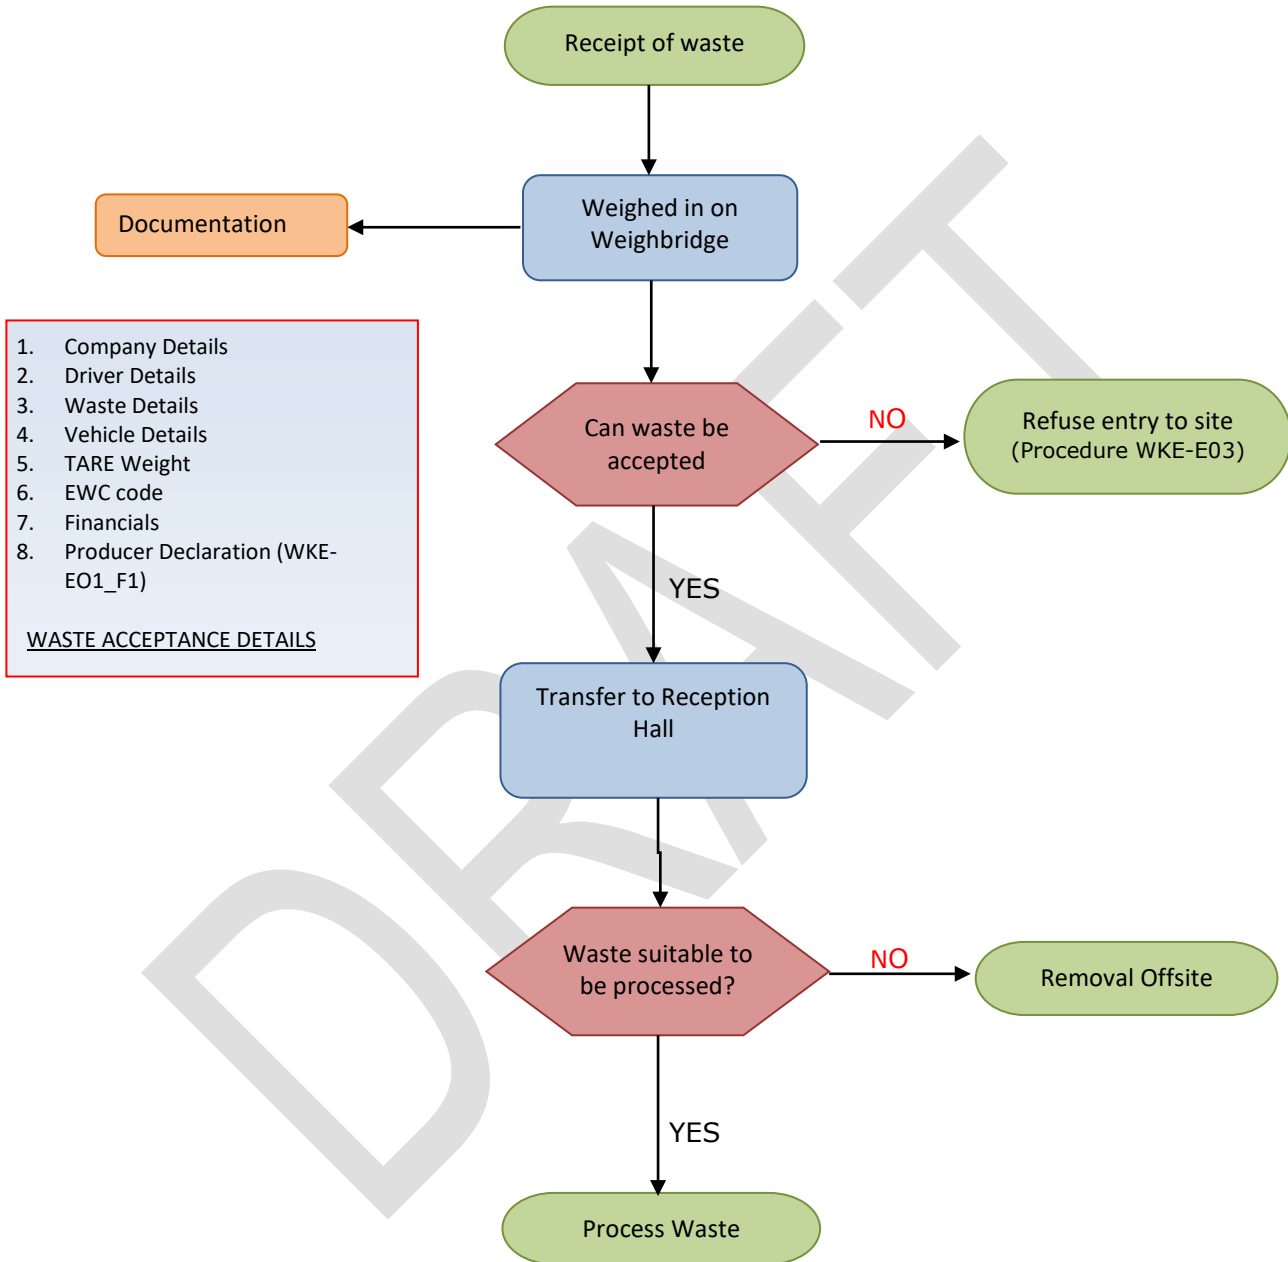 Receipt of waste
Weighed in on
Weighbridge
Documentation
1. Company Details
2. Driver Details
3. Waste Details
4. Vehicle Details
5. TARE Weight
6. EWC code
7. Financials
8. Producer Declaration (WKE-
EO1_F1)
WASTE ACCEPTANCE DETAILS
Can waste be
accepted
NO
Refuse entry to site
(Procedure WKE-E03)
YES
Transfer to Reception
Hall
Waste suitable to
be processed?
NO
Removal Offsite
YES
Process Waste
DRAFT